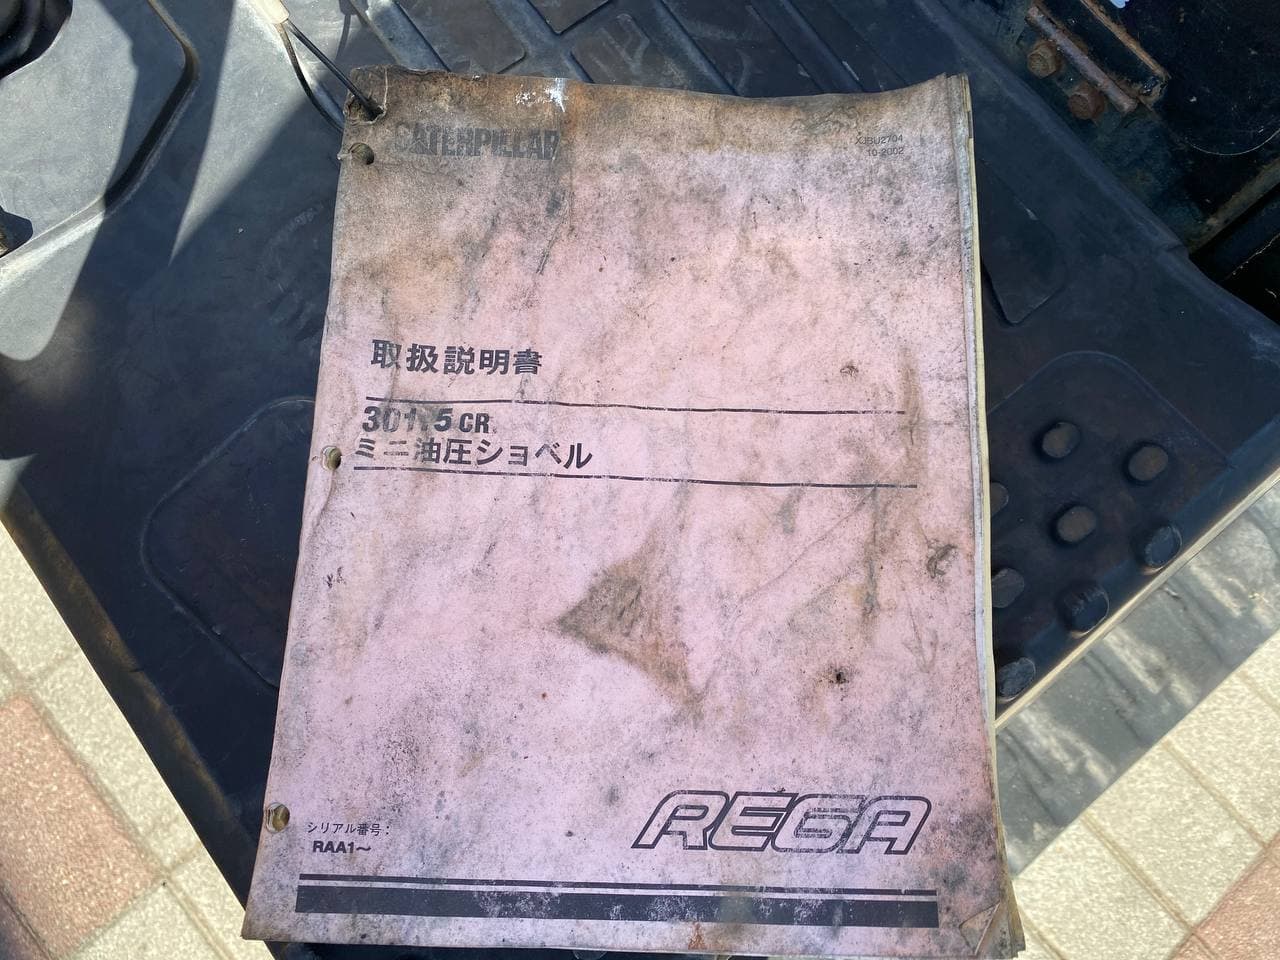 CATERPILLAR
XJBU2704
10-2002
取扱説明書
301.5 CR
ミニ油圧ショベル
シリアル番号:
RAA1~
REGA